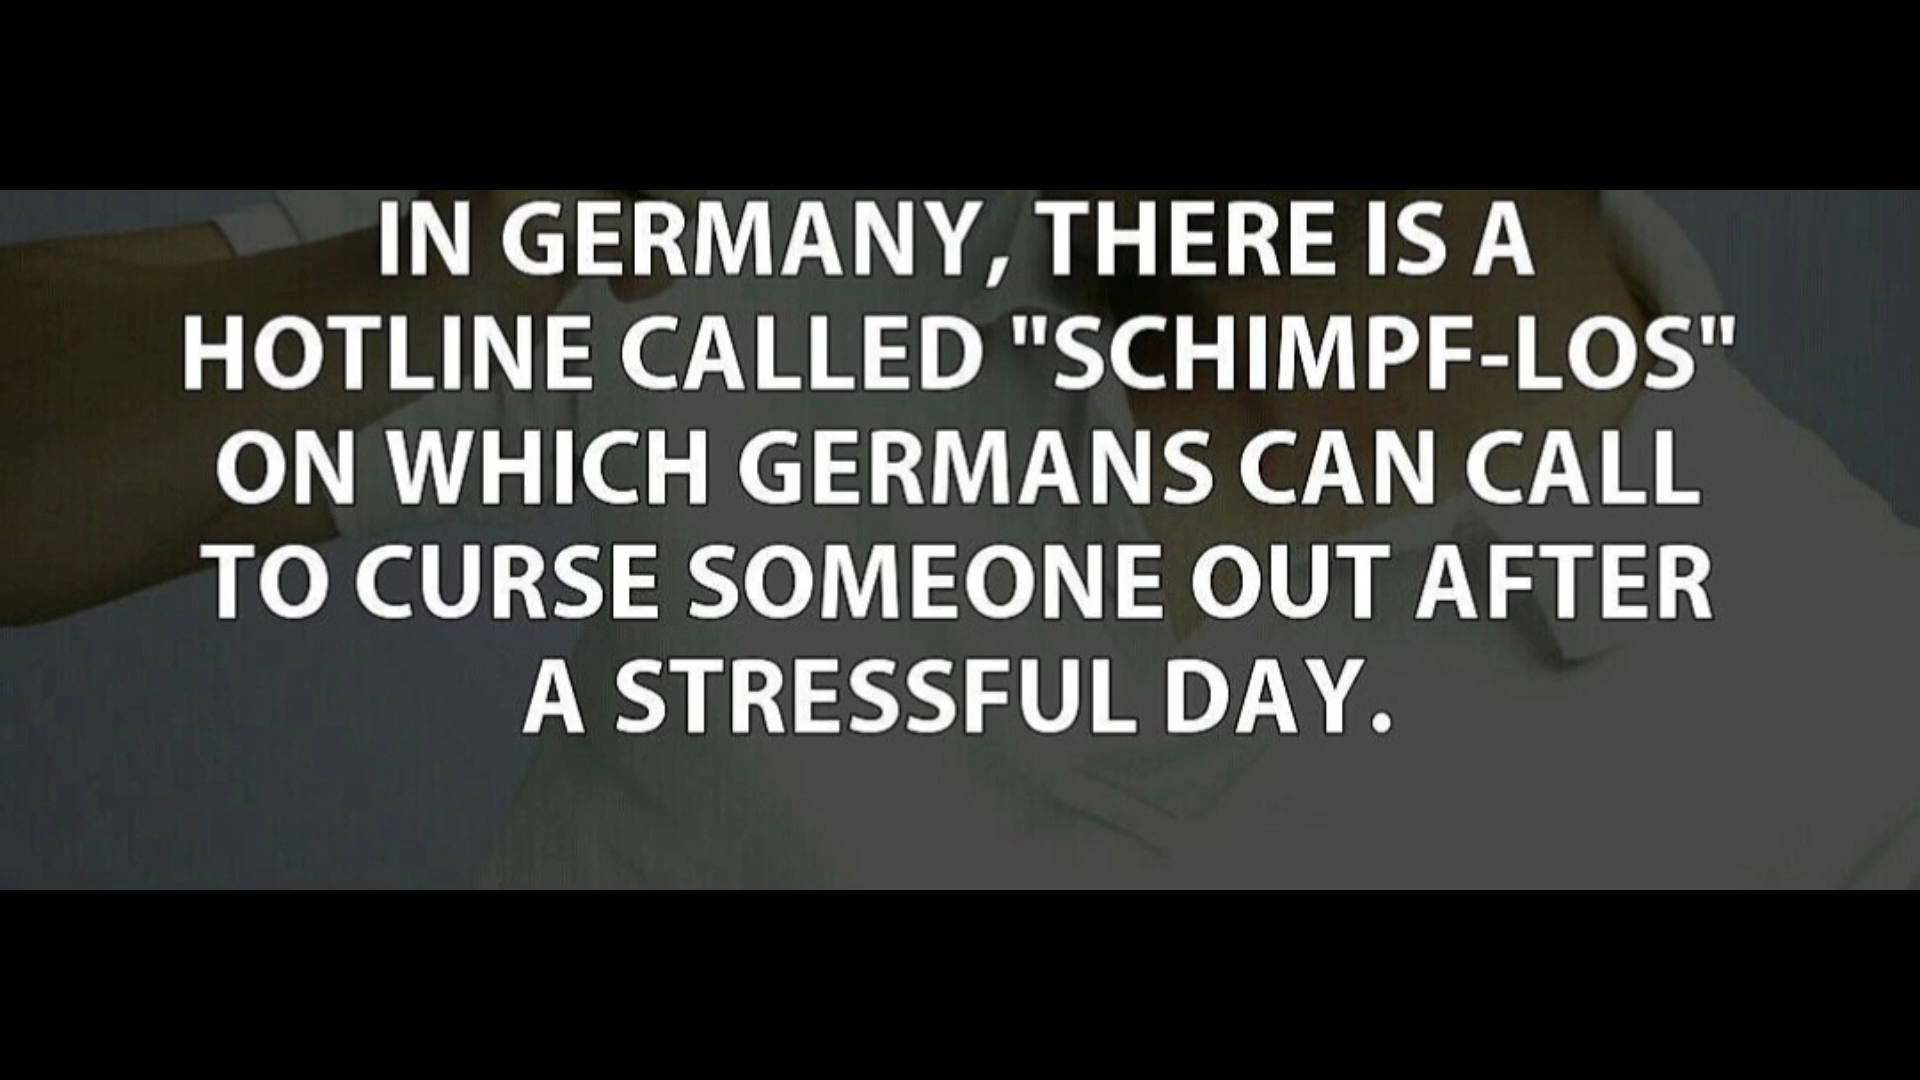 IN GERMANY, THERE IS A
HOTLINE CALLED "SCHIMPF-LOS"
ON WHICH GERMANS CAN CALL
TO CURSE SOMEONE OUT AFTER
A STRESSFUL DAY.